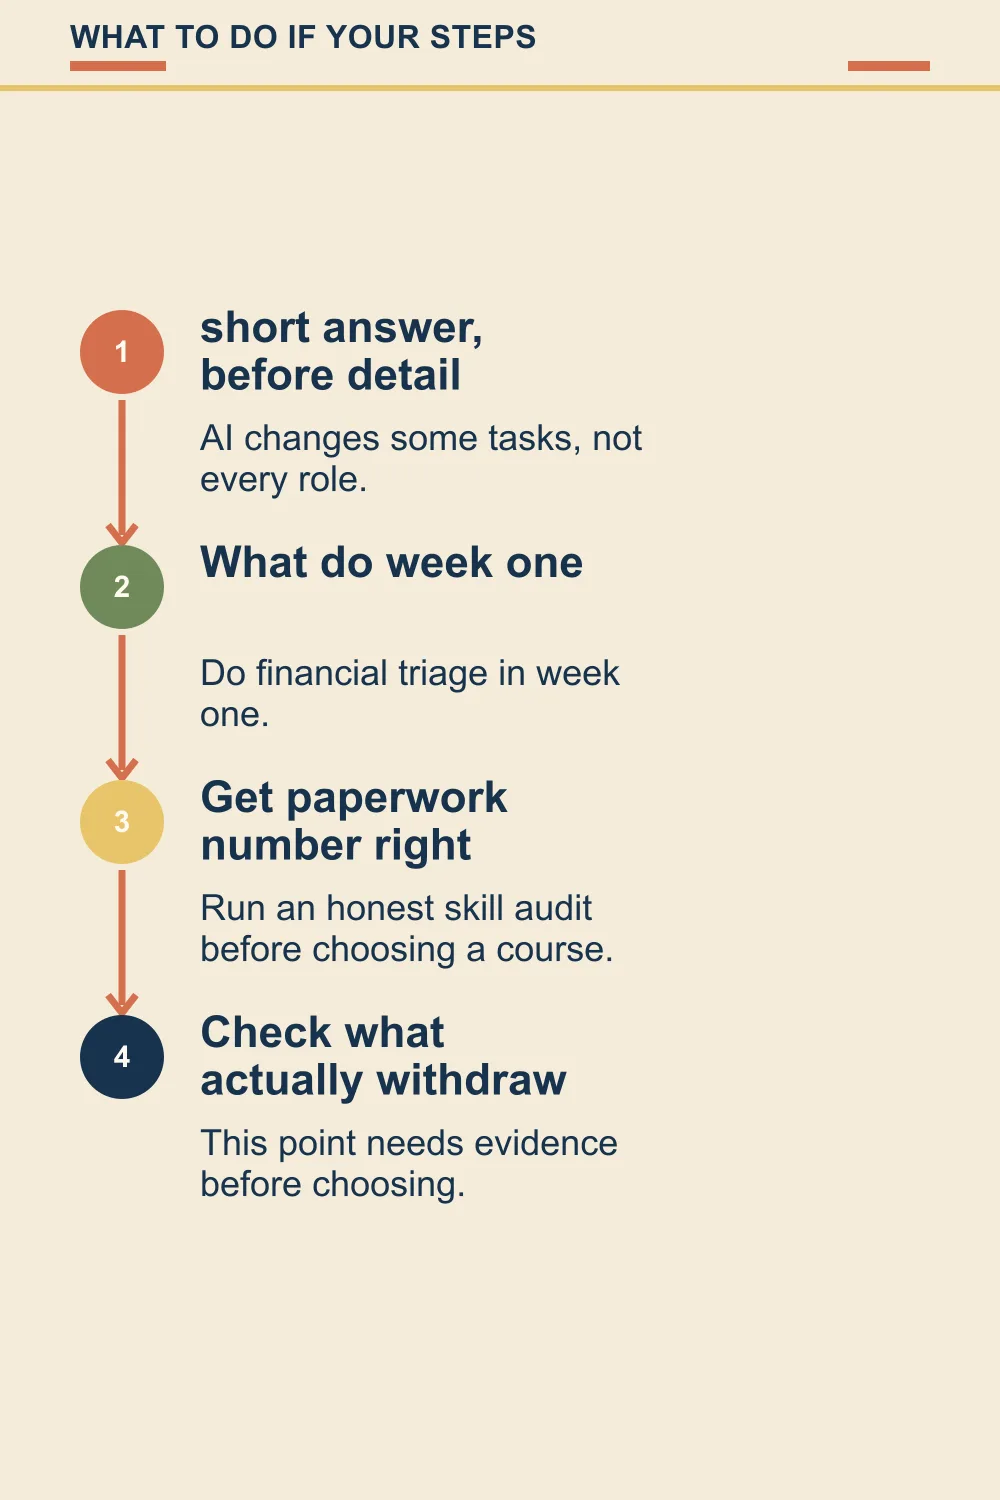 WHAT TO DO IF YOUR STEPS
1
short answer,
before detail
AI changes some tasks, not
every role.
2
What do week one
Do financial triage in week
one.
3
Get paperwork
number right
Run an honest skill audit
before choosing a course.
4
Check what
actually withdraw
This point needs evidence
before choosing.